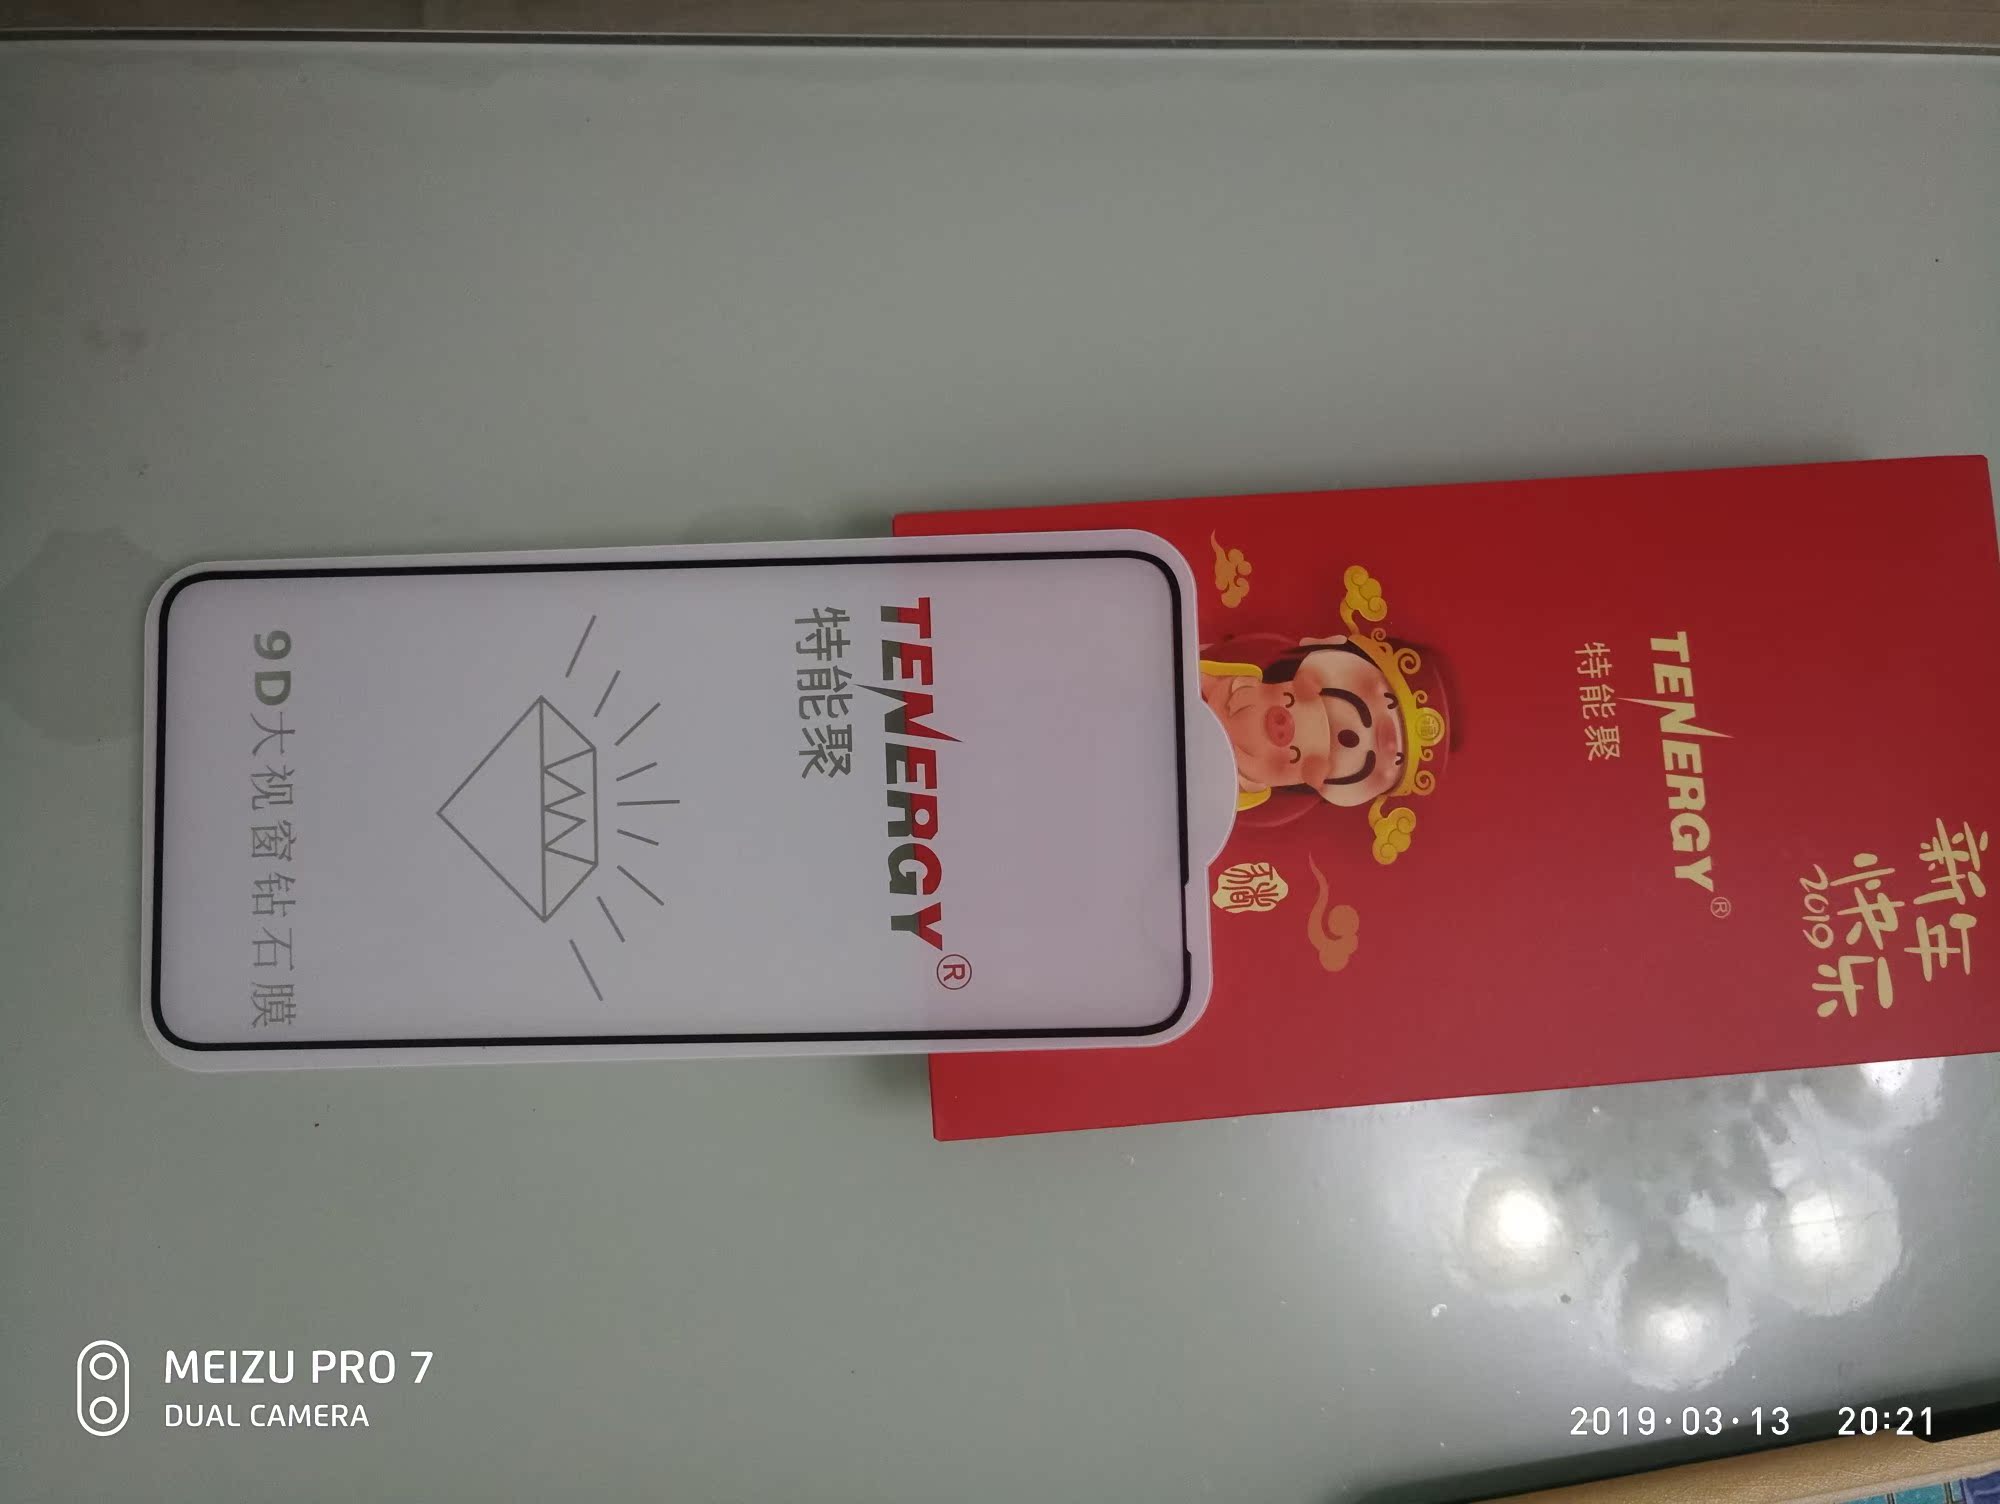 TENERGY®
特能聚
9D大视窗钻石膜
新年
快乐
2019
TENERGY®
特能聚
MEIZU PRO 7
DUAL CAMERA
2019·03·13 20:21